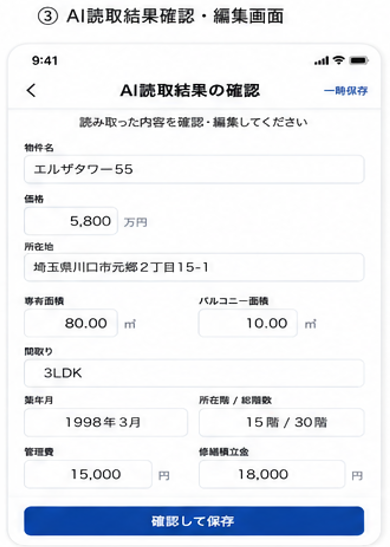 ③ AI読取結果確認・編集画面
9:41
AI読取結果の確認
一時保存
読み取った内容を確認・編集してください
物件名
エルザタワー55
価格
5,800 万円
所在地
埼玉県川口市元郷2丁目15-1
専有面積 バルコニー面積
80.00 ㎡ 10.00 ㎡
間取り
3LDK
築年月 所在階 / 総階数
1998年3月 15階 / 30階
管理費 修繕積立金
15,000 円 18,000 円
確認して保存